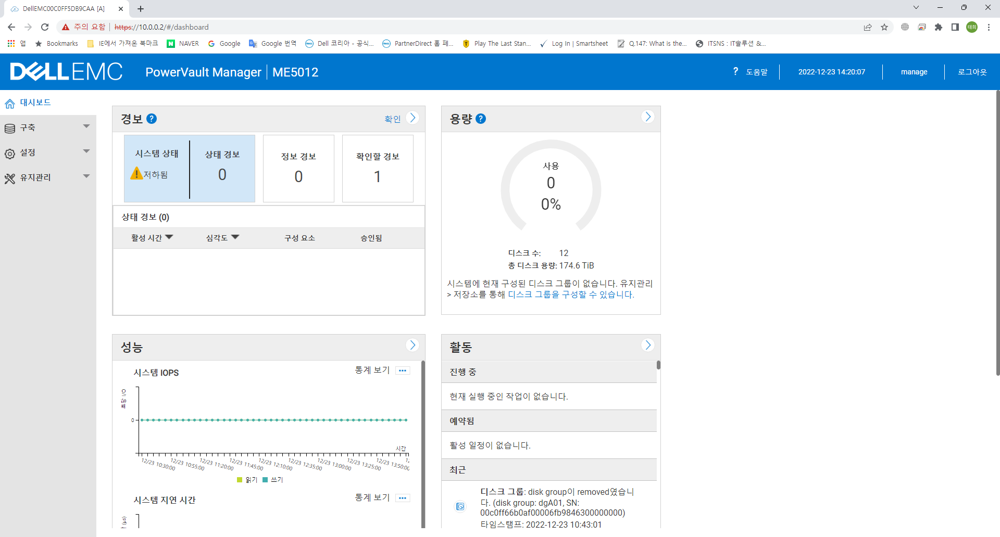 DellEMC00C0FF5DB9CAA [A]
주의 요함 https://10.0.0.2/#/dashboard
태희
앱 Bookmarks IE에서 가져온 북마크 NAVER Google Google 번역 Dell 코리아 - 공식... PartnerDirect 홈 페... Play The Last Stan... Log In | Smartsheet Q.147: What is the... ITSNS : IT솔루션 &...
DELLEMC PowerVault Manager ME5012 ? 도움말 2022-12-23 14:20:07 manage 로그아웃
대시보드
구축
설정
유지관리
경보 ? 확인
시스템 상태 상태 경보 정보 경보 확인할 경보
저하됨 0 0 1
상태 경보 (0)
활성 시간 심각도 구성 요소 승인됨
용량 ?
사용
0
0%
디스크 수: 12
총 디스크 용량: 174.6 TiB
시스템에 현재 구성된 디스크 그룹이 없습니다. 유지관리
> 저장소를 통해 디스크 그룹을 구성할 수 있습니다.
성능
시스템 IOPS 통계 보기 •••
초당 I/O
0
시간
12/23 10:30:00 12/23 10:55:00 12/23 11:20:00 12/23 11:45:00 12/23 12:10:00 12/23 12:35:00 12/23 13:00:00 12/23 13:25:00 12/23 13:50:00
읽기 쓰기
시스템 지연 시간 통계 보기 •••
(μs)
활동
진행 중
현재 실행 중인 작업이 없습니다.
예약됨
활성 일정이 없습니다.
최근
디스크 그룹: disk group이 removed였습니
다. (disk group: dgA01, SN:
00c0ff66b0af00006fb9846300000000)
타임스탬프: 2022-12-23 10:43:01